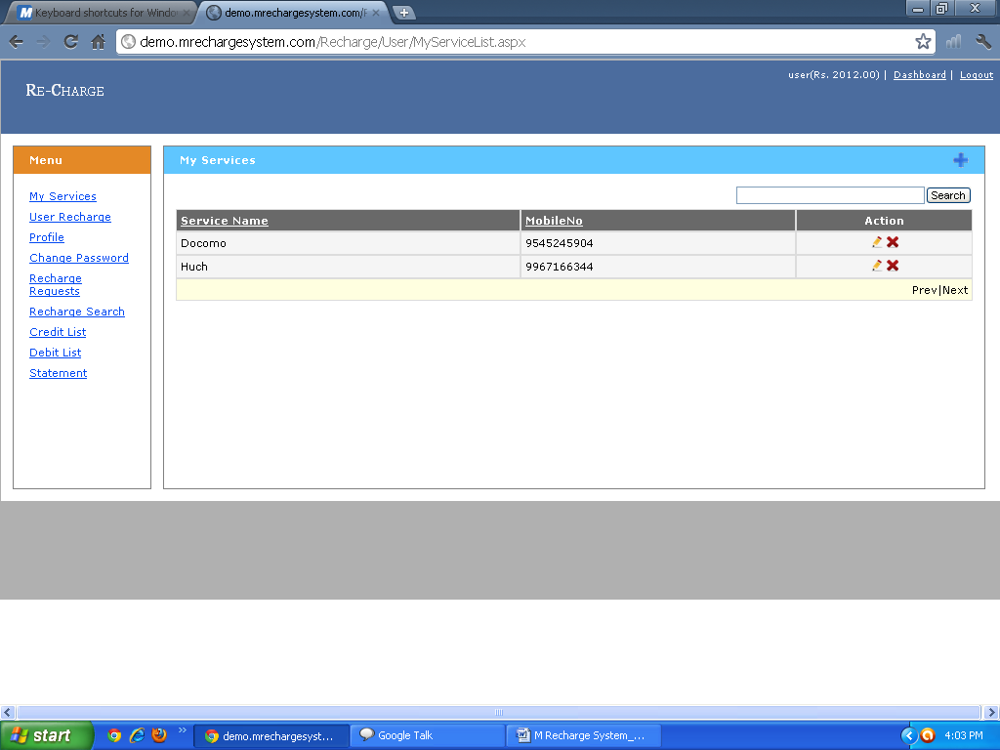 Keyboard shortcuts for Window
demo.mrechargesystem.com/R
demo.mrechargesystem.com/Recharge/User/MyServiceList.aspx
user(Rs. 2012.00) | Dashboard | Logout
Re-Charge
Menu
My Services
User Recharge
Profile
Change Password
Recharge
Requests
Recharge Search
Credit List
Debit List
Statement
My Services
Search
Service Name MobileNo Action
Docomo 9545245904
Huch 9967166344
Prev|Next
start
demo.mrechargesyst...
Google Talk
M Recharge System_...
4:03 PM